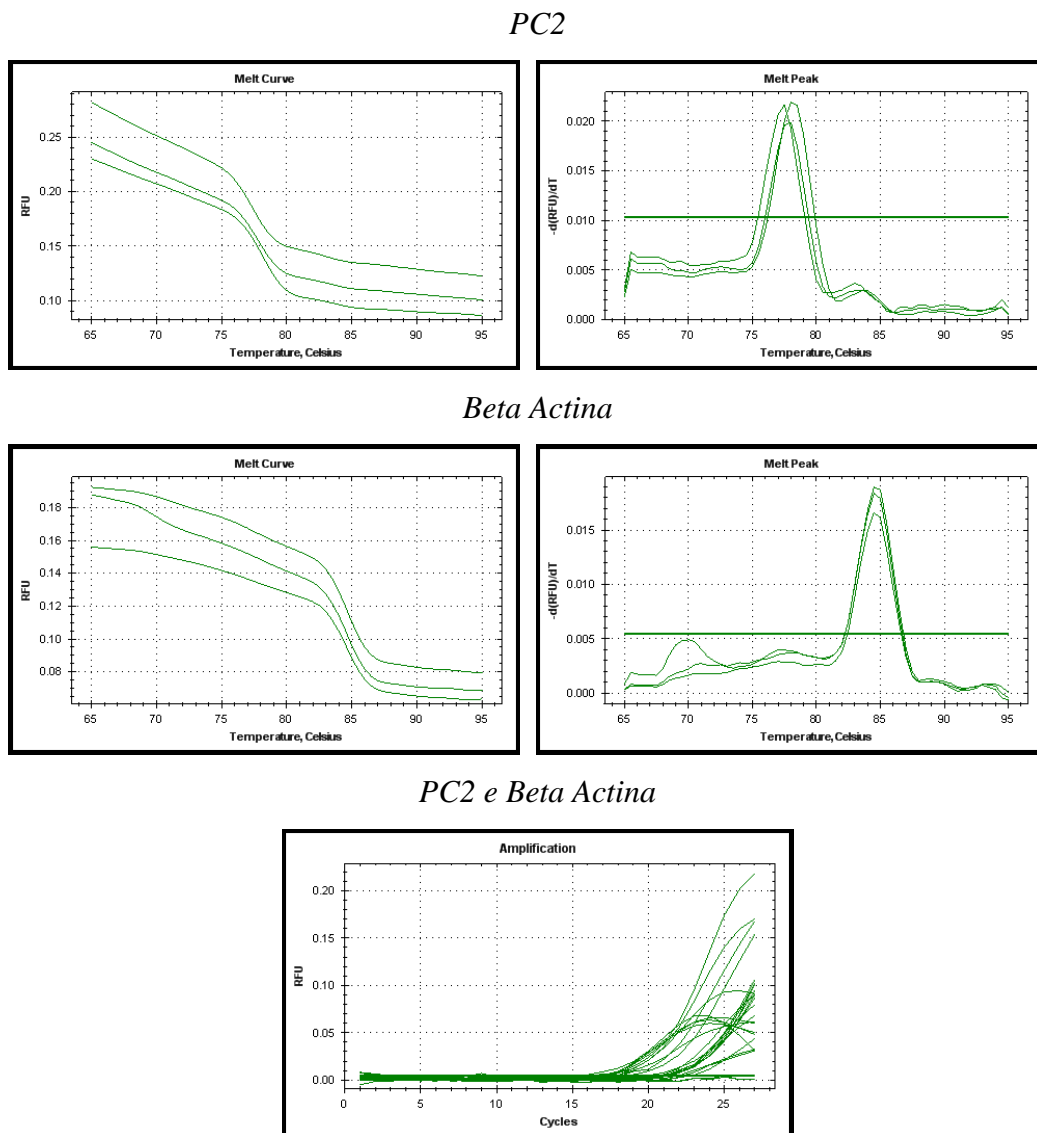 PC2
Melt Curve
RFU
0.25
0.20
0.15
0.10
65 70 75 80 85 90 95
Temperature, Celsius
Melt Peak
-d(RFU)/dT
0.020
0.015
0.010
0.005
0.000
65 70 75 80 85 90 95
Temperature, Celsius
Beta Actina
Melt Curve
RFU
0.18
0.16
0.14
0.12
0.10
0.08
65 70 75 80 85 90 95
Temperature, Celsius
Melt Peak
-d(RFU)/dT
0.015
0.010
0.005
0.000
65 70 75 80 85 90 95
Temperature, Celsius
PC2 e Beta Actina
Amplification
RFU
0.20
0.15
0.10
0.05
0.00
0 5 10 15 20 25
Cycles